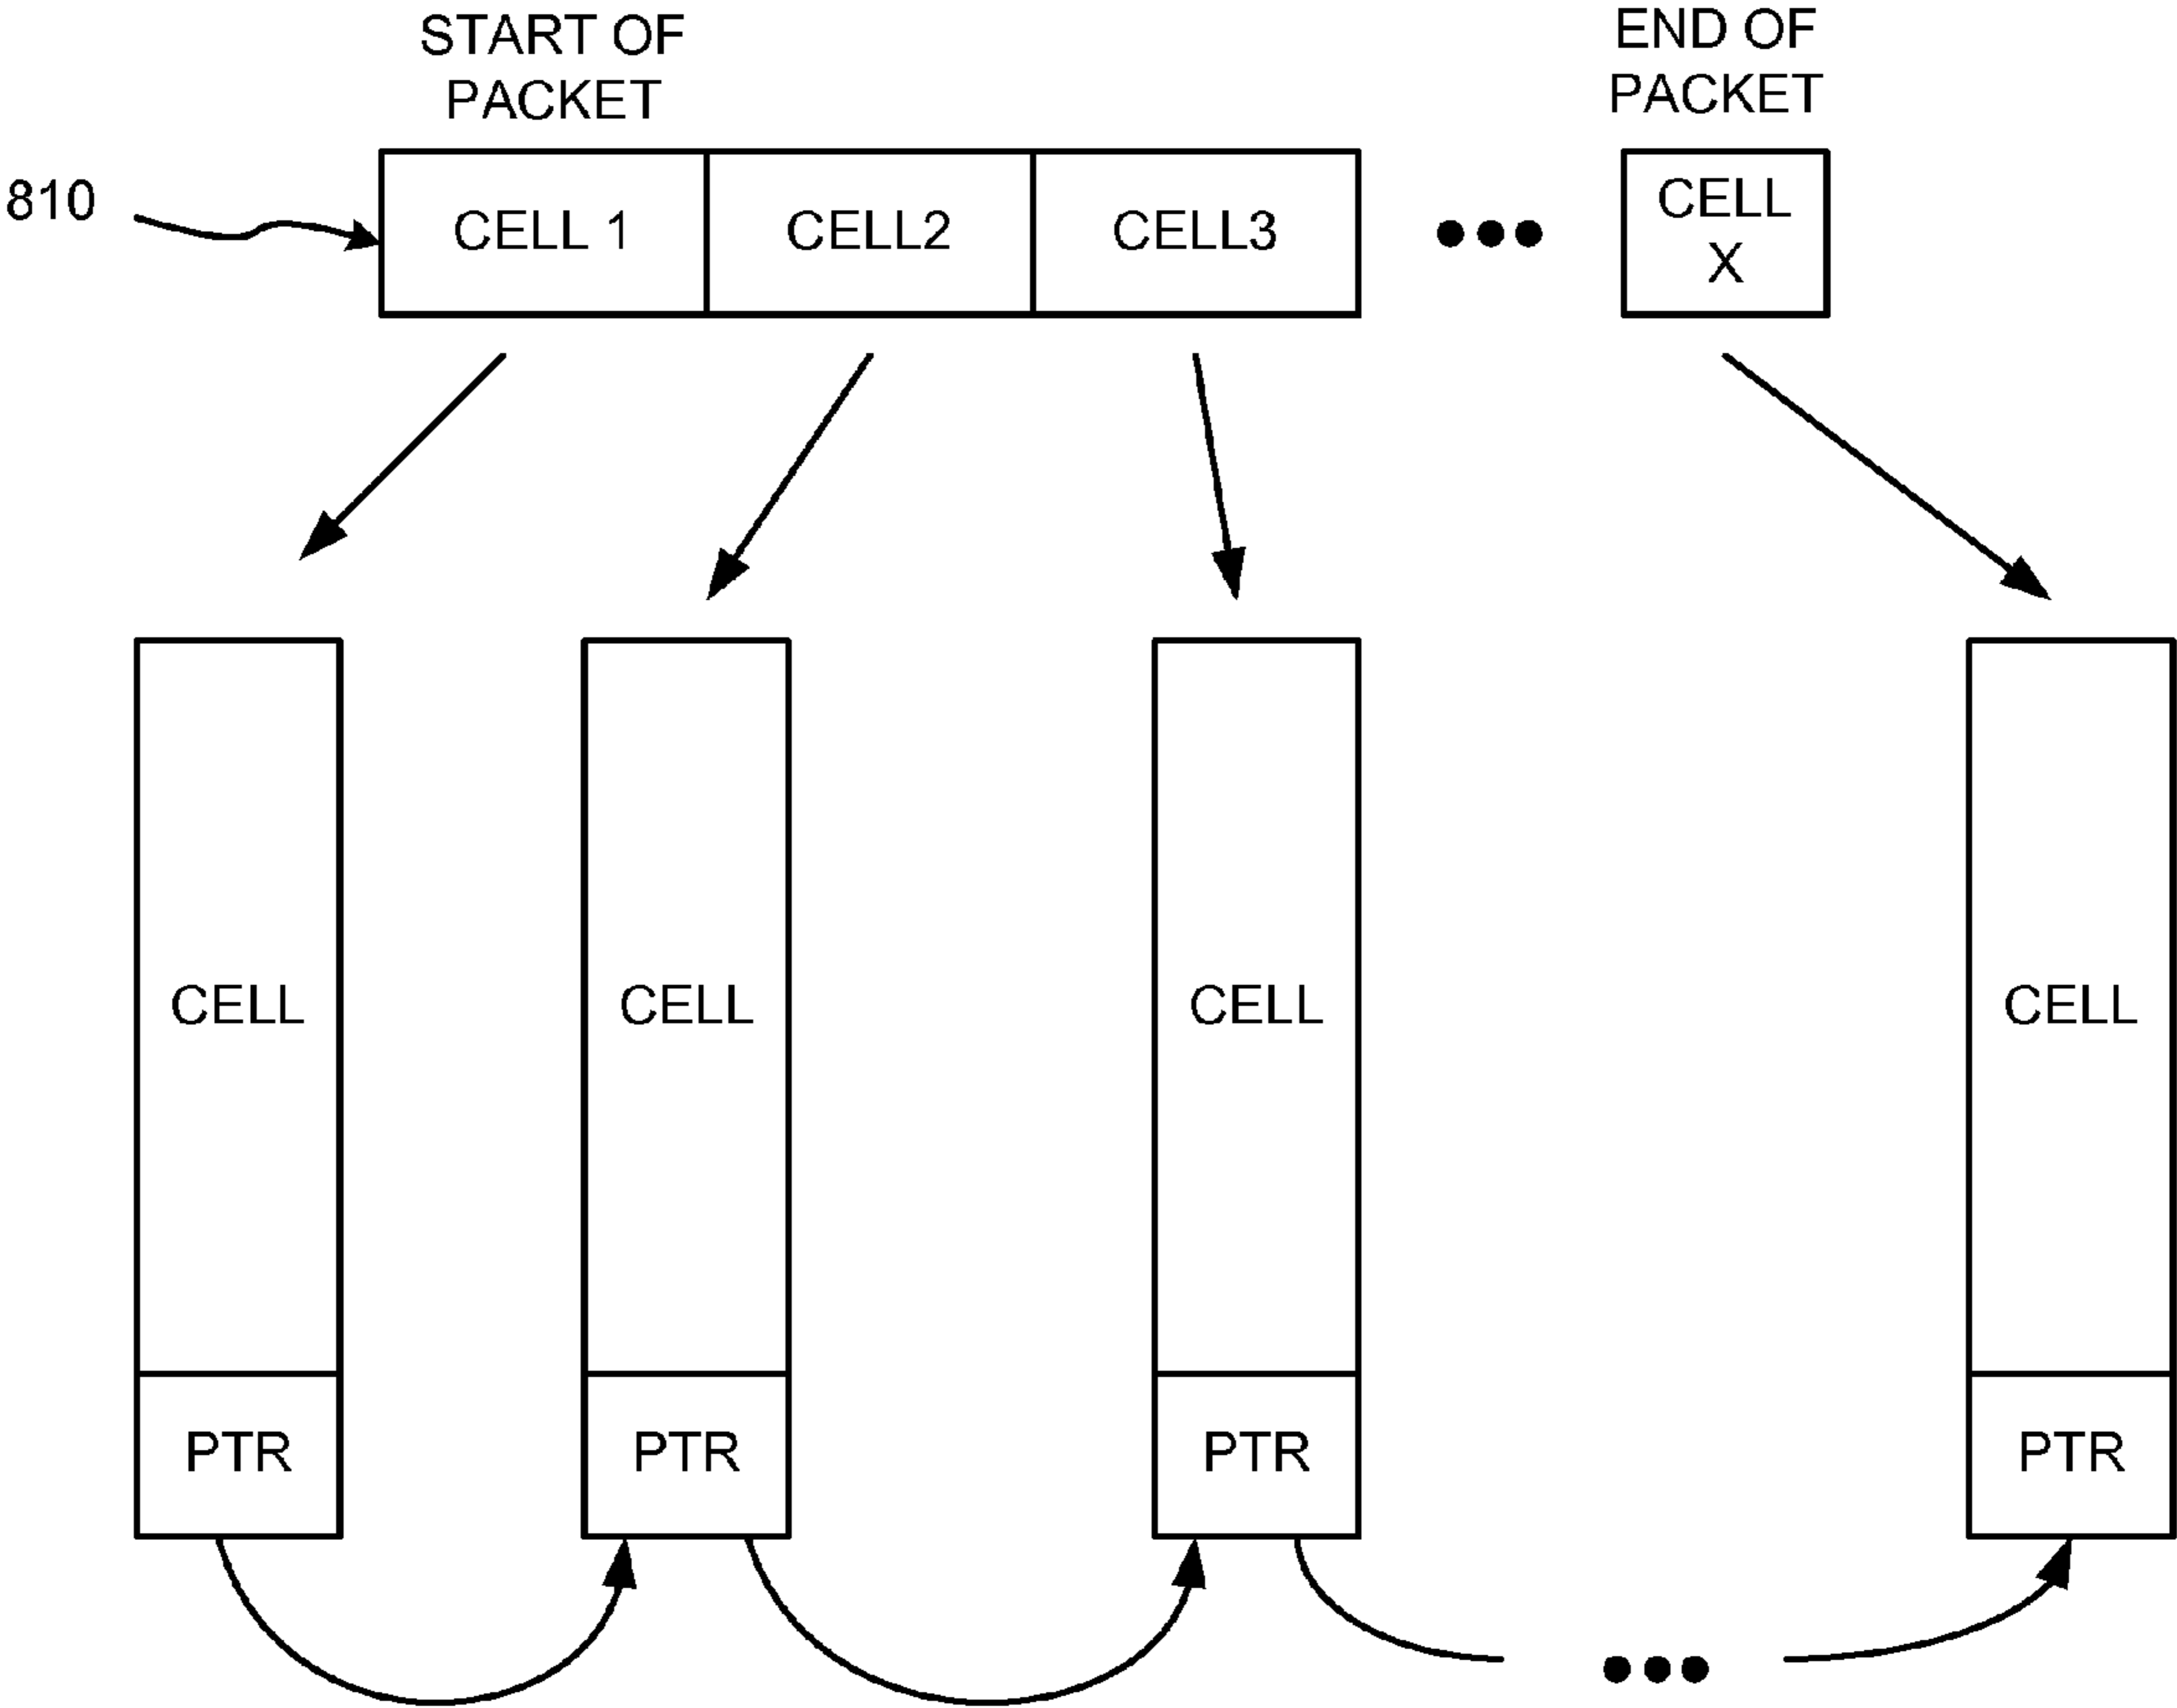 START OF
PACKET
END OF
PACKET
810
CELL 1
CELL2
CELL3
CELL
X
CELL
CELL
CELL
CELL
PTR
PTR
PTR
PTR